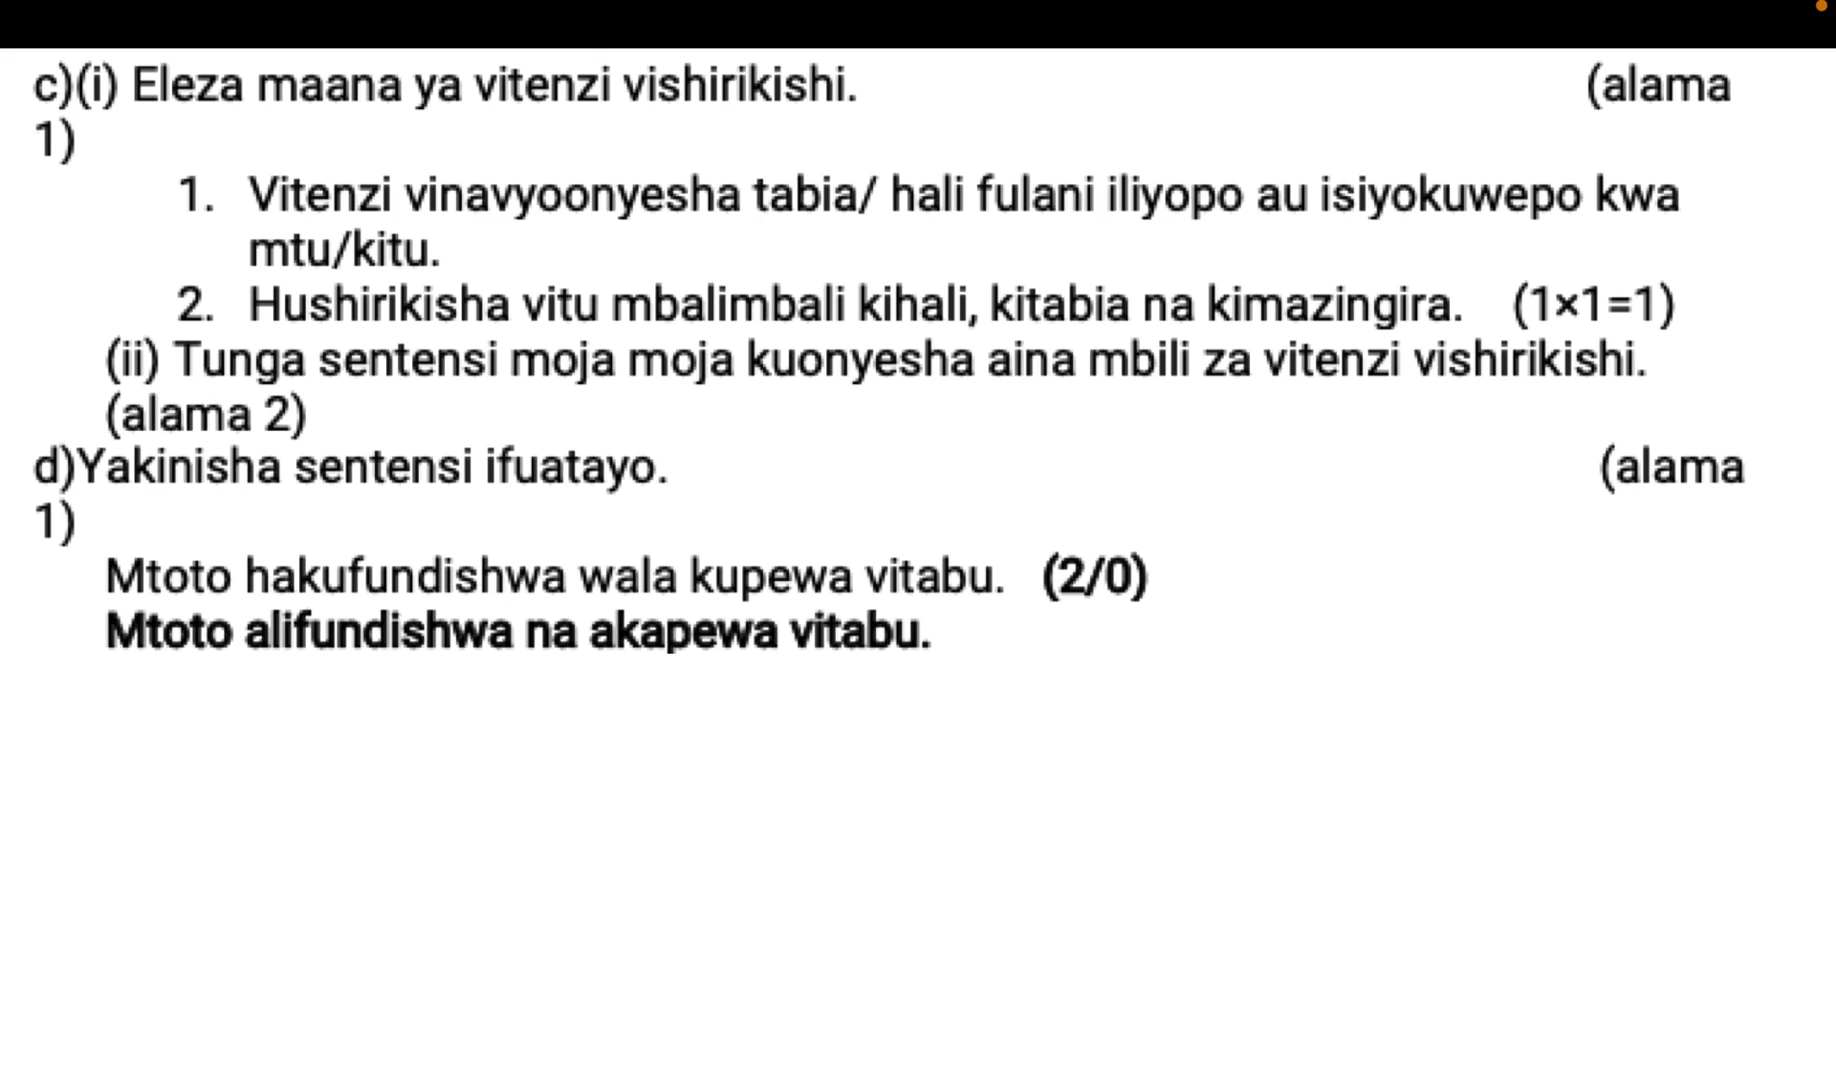 c)(i) Eleza maana ya vitenzi vishirikishi. (alama
1)
1. Vitenzi vinavyoonyesha tabia/ hali fulani iliyopo au isiyokuwepo kwa
mtu/kitu.
2. Hushirikisha vitu mbalimbali kihali, kitabia na kimazingira. (1×1=1)
(ii) Tunga sentensi moja moja kuonyesha aina mbili za vitenzi vishirikishi.
(alama 2)
d)Yakinisha sentensi ifuatayo. (alama
1)
Mtoto hakufundishwa wala kupewa vitabu. (2/0)
Mtoto alifundishwa na akapewa vitabu.